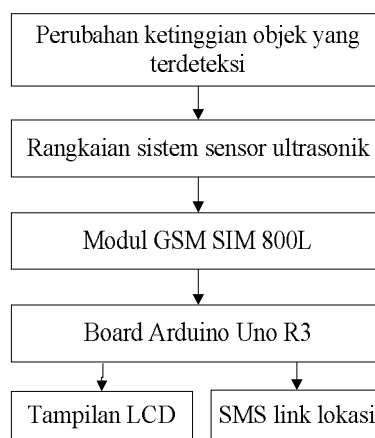 Perubahan ketinggian objek yang
terdeteksi
Rangkaian sistem sensor ultrasonik
Modul GSM SIM 800L
Board Arduino Uno R3
Tampilan LCD
SMS link lokasi